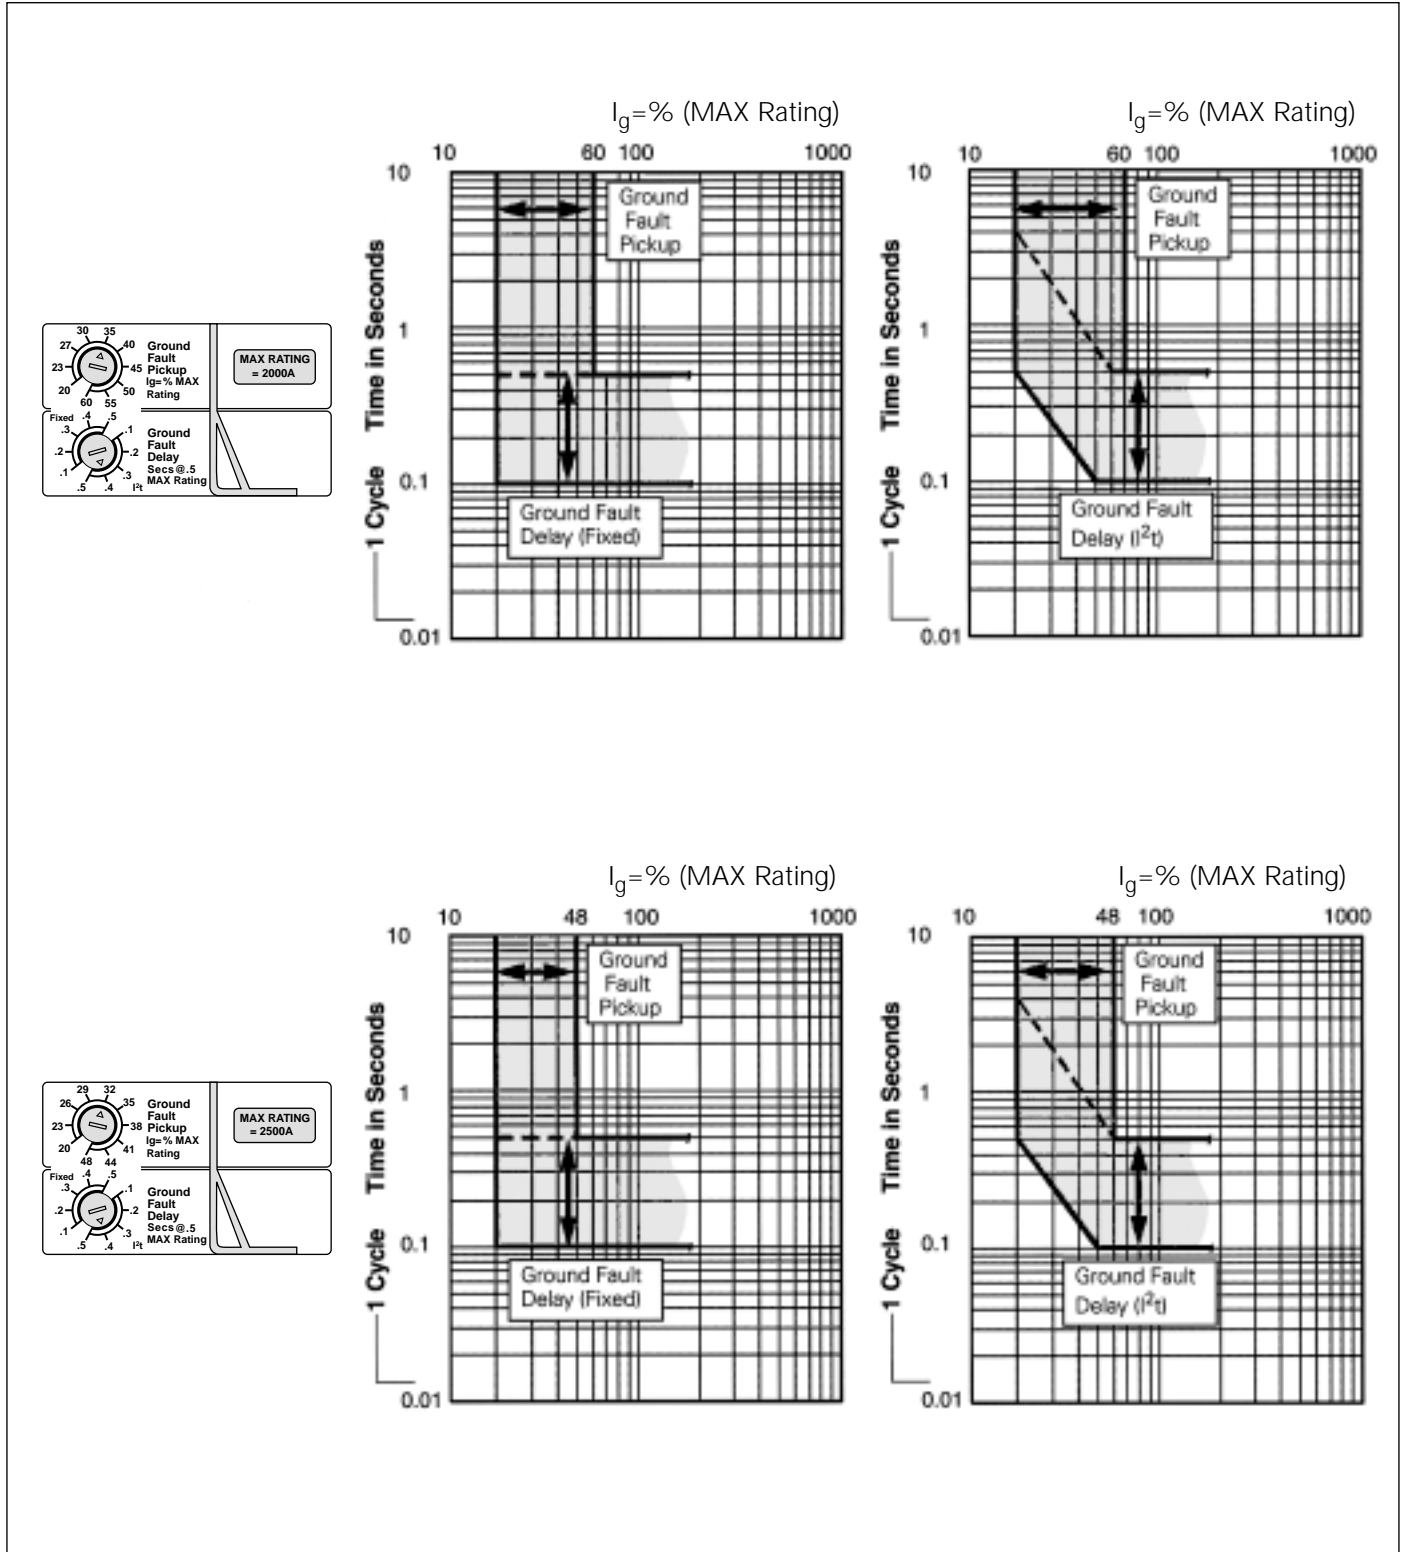 I_g=% (MAX Rating)
10 60 100 1000
10
1
0.1
0.01
Time in Seconds
1 Cycle
Ground
Fault
Pickup
Ground Fault
Delay (Fixed)
I_g=% (MAX Rating)
10 60 100 1000
10
1
0.1
0.01
Time in Seconds
1 Cycle
Ground
Fault
Pickup
Ground Fault
Delay (I²t)
30 35
27 40
23 45
20 50
60 55
Ground
Fault
Pickup
Ig=% MAX
Rating
MAX RATING
= 2000A
Fixed .4 .5
.3 .1
.2 .2
.1 .3
.5 .4 I²t
Ground
Fault
Delay
Secs @ .5
MAX Rating
I_g=% (MAX Rating)
10 48 100 1000
10
1
0.1
0.01
Time in Seconds
1 Cycle
Ground
Fault
Pickup
Ground Fault
Delay (Fixed)
I_g=% (MAX Rating)
10 48 100 1000
10
1
0.1
0.01
Time in Seconds
1 Cycle
Ground
Fault
Pickup
Ground Fault
Delay (I²t)
29 32
26 35
23 38
20 41
48 44
Ground
Fault
Pickup
Ig=% MAX
Rating
MAX RATING
= 2500A
Fixed .4 .5
.3 .1
.2 .2
.1 .3
.5 .4 I²t
Ground
Fault
Delay
Secs @ .5
MAX Rating